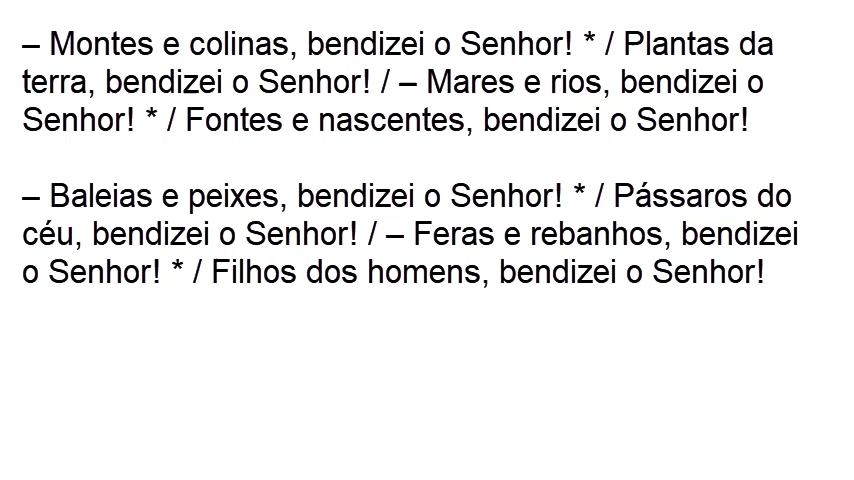 – Montes e colinas, bendizei o Senhor! * / Plantas da
terra, bendizei o Senhor! / – Mares e rios, bendizei o
Senhor! * / Fontes e nascentes, bendizei o Senhor!
– Baleias e peixes, bendizei o Senhor! * / Pássaros do
céu, bendizei o Senhor! / – Feras e rebanhos, bendizei
o Senhor! * / Filhos dos homens, bendizei o Senhor!